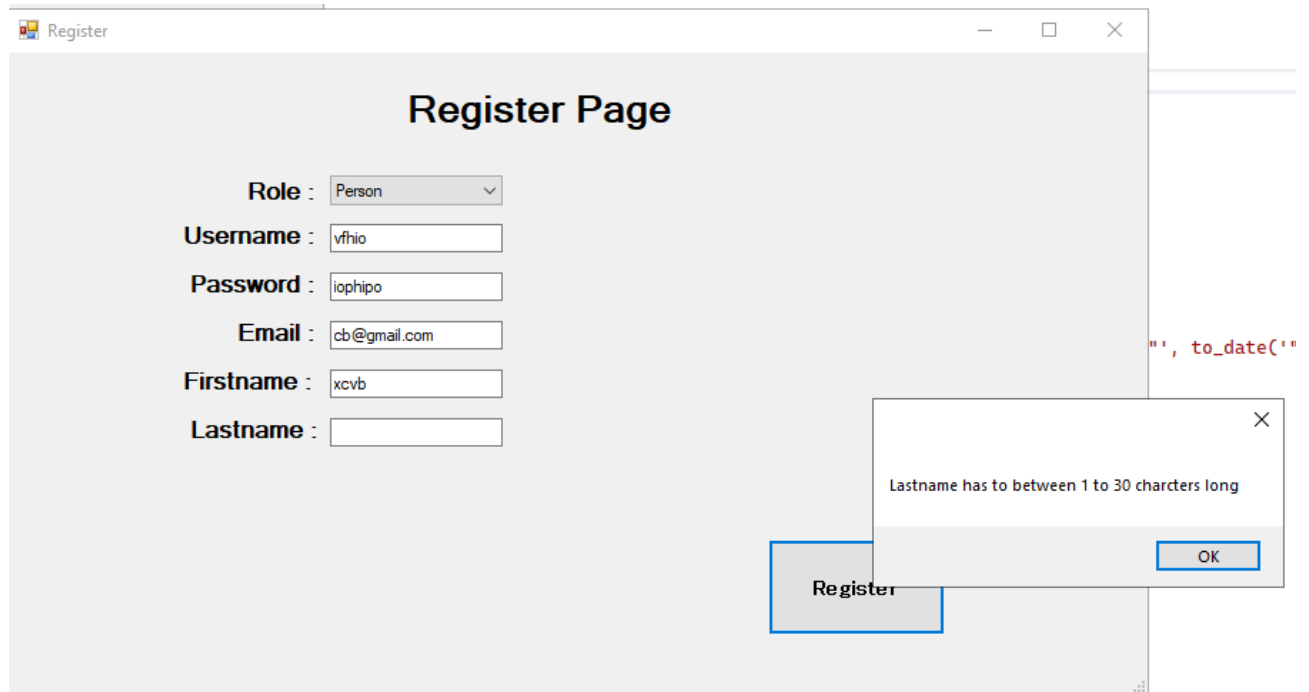 Register
Register Page
Role : Person
Username : vfhio
Password : iophipo
Email : cb@gmail.com
"', to_date('"
Firstname : xcvb
Lastname :
Lastname has to between 1 to 30 charcters long
OK
Register